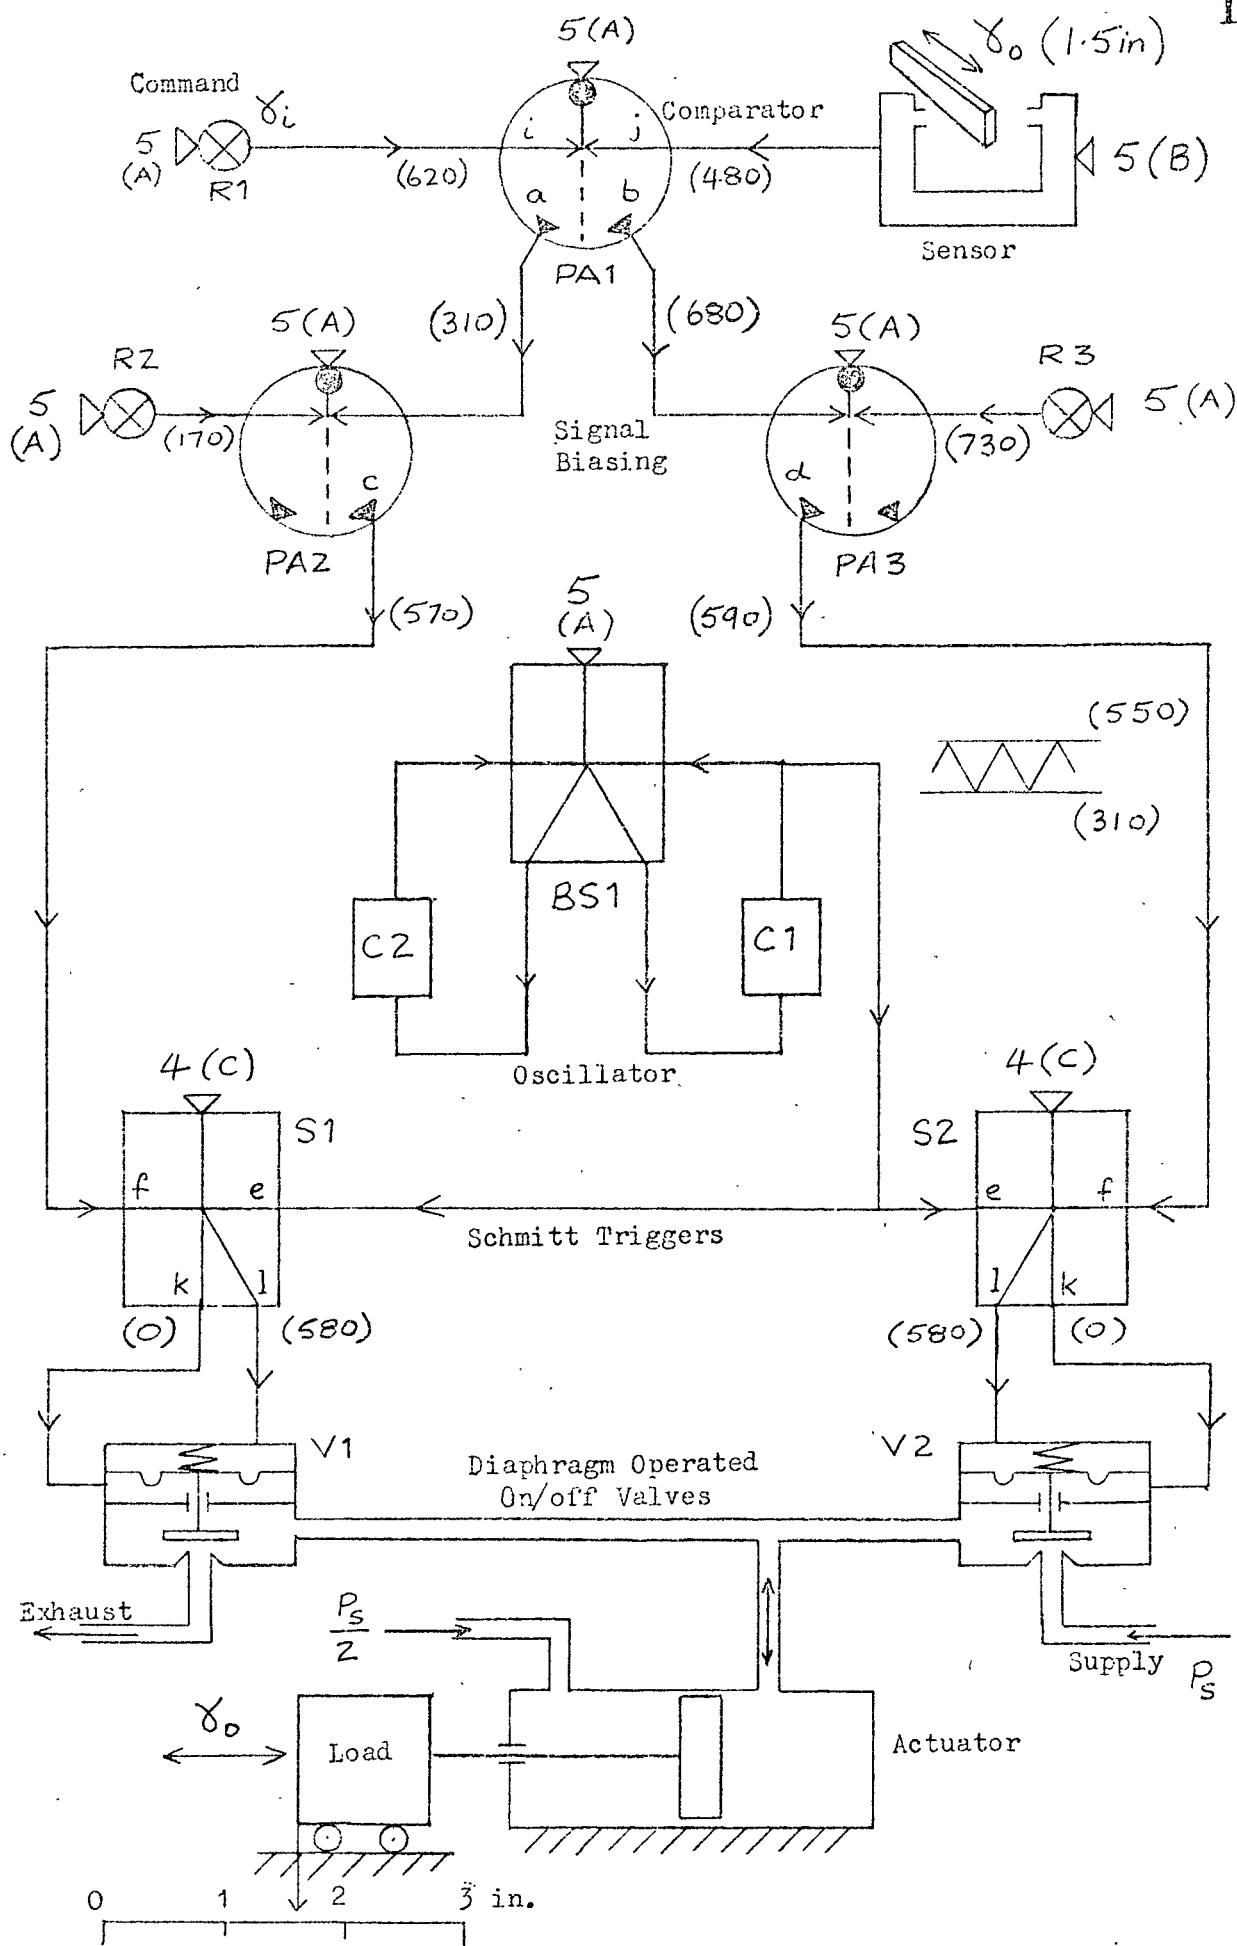 5(A)
γo (1.5in)
Command
γi
Comparator
5
(A)
R1
(620)
i
j
(480)
5(B)
a
b
Sensor
PA1
(310)
(680)
5(A)
5(A)
R2
R3
5
(A)
(170)
Signal
Biasing
(730)
5(A)
c
d
PA2
PA3
(570)
5
(A)
(590)
(550)
(310)
BS1
C2
C1
Oscillator
4(C)
4(C)
S1
S2
f
e
e
f
Schmitt Triggers
k
l
l
k
(0)
(580)
(580)
(0)
V1
V2
Diaphragm Operated
On/off Valves
Exhaust
Ps
2
Supply
Ps
γo
Load
Actuator
0 1 2 3 in.